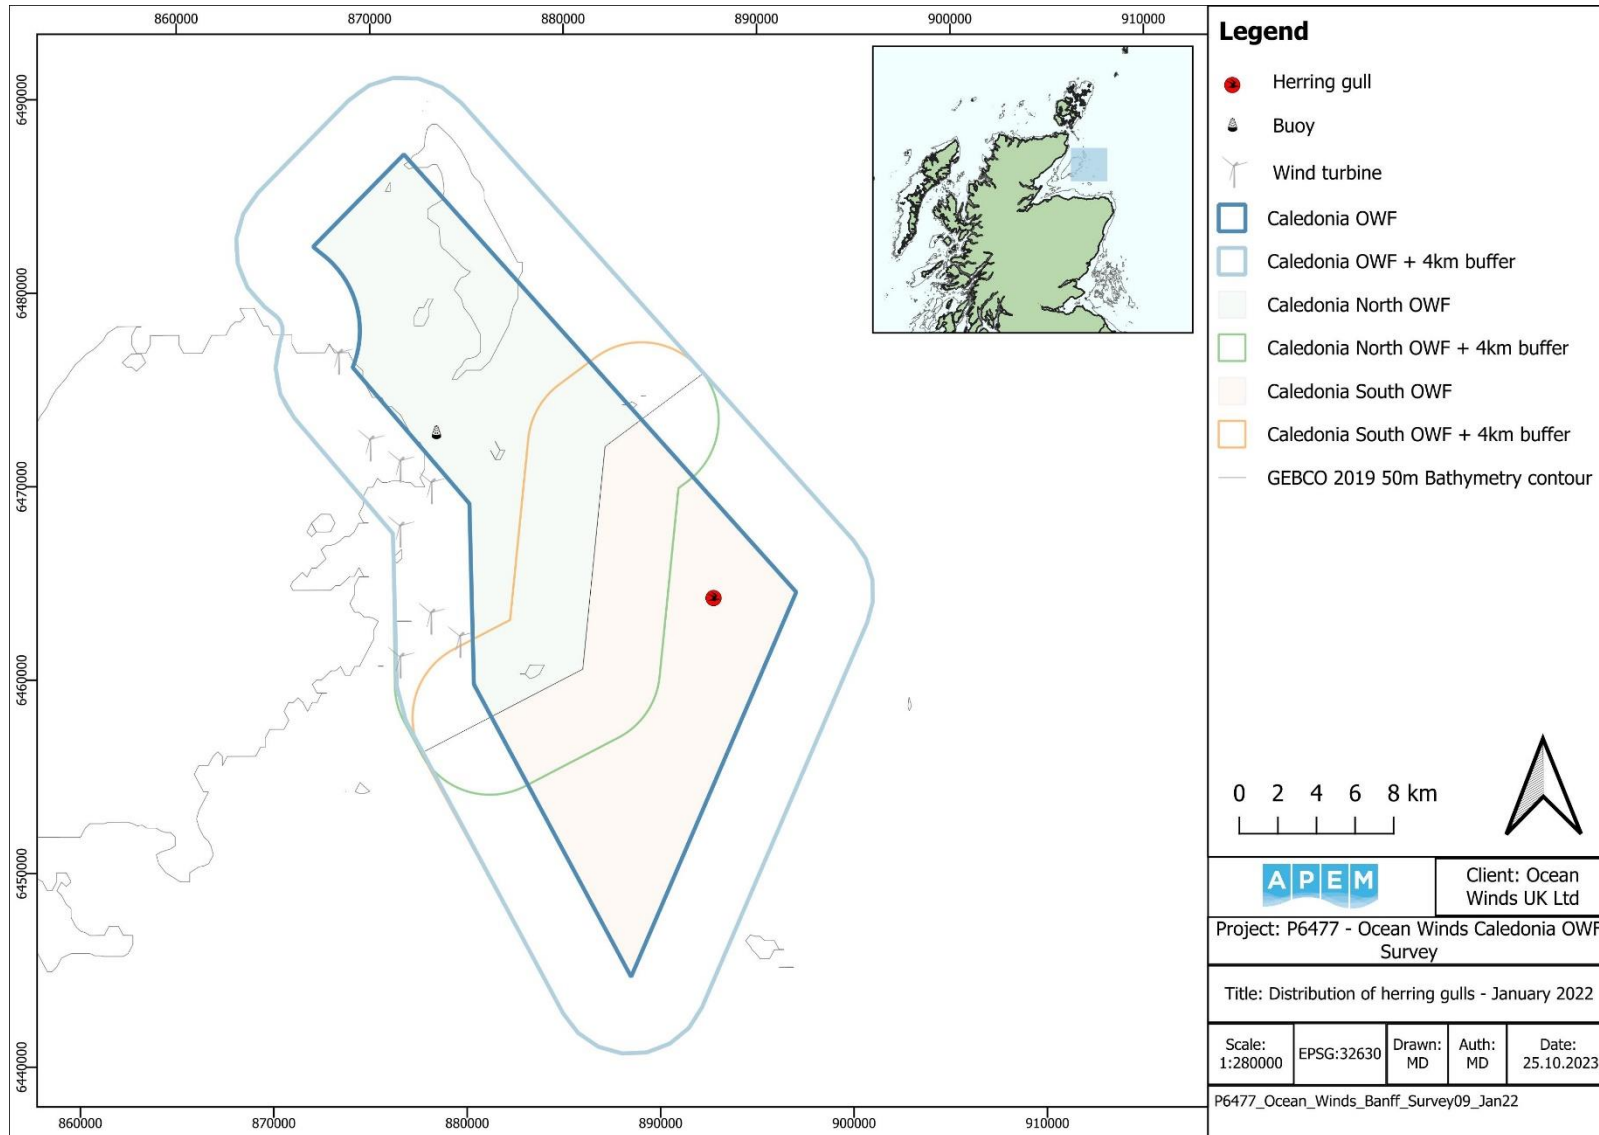 860000
870000
880000
890000
900000
910000
6490000
6480000
6470000
6460000
6450000
6440000
860000
870000
880000
890000
900000
910000
Legend
Herring gull
Buoy
Wind turbine
Caledonia OWF
Caledonia OWF + 4km buffer
Caledonia North OWF
Caledonia North OWF + 4km buffer
Caledonia South OWF
Caledonia South OWF + 4km buffer
GEBCO 2019 50m Bathymetry contour
0 2 4 6 8 km
APEM
Client: Ocean
Winds UK Ltd
Project: P6477 - Ocean Winds Caledonia OWF
Survey
Title: Distribution of herring gulls - January 2022
Scale:
1:280000
EPSG:32630
Drawn:
MD
Auth:
MD
Date:
25.10.2023
P6477_Ocean_Winds_Banff_Survey09_Jan22